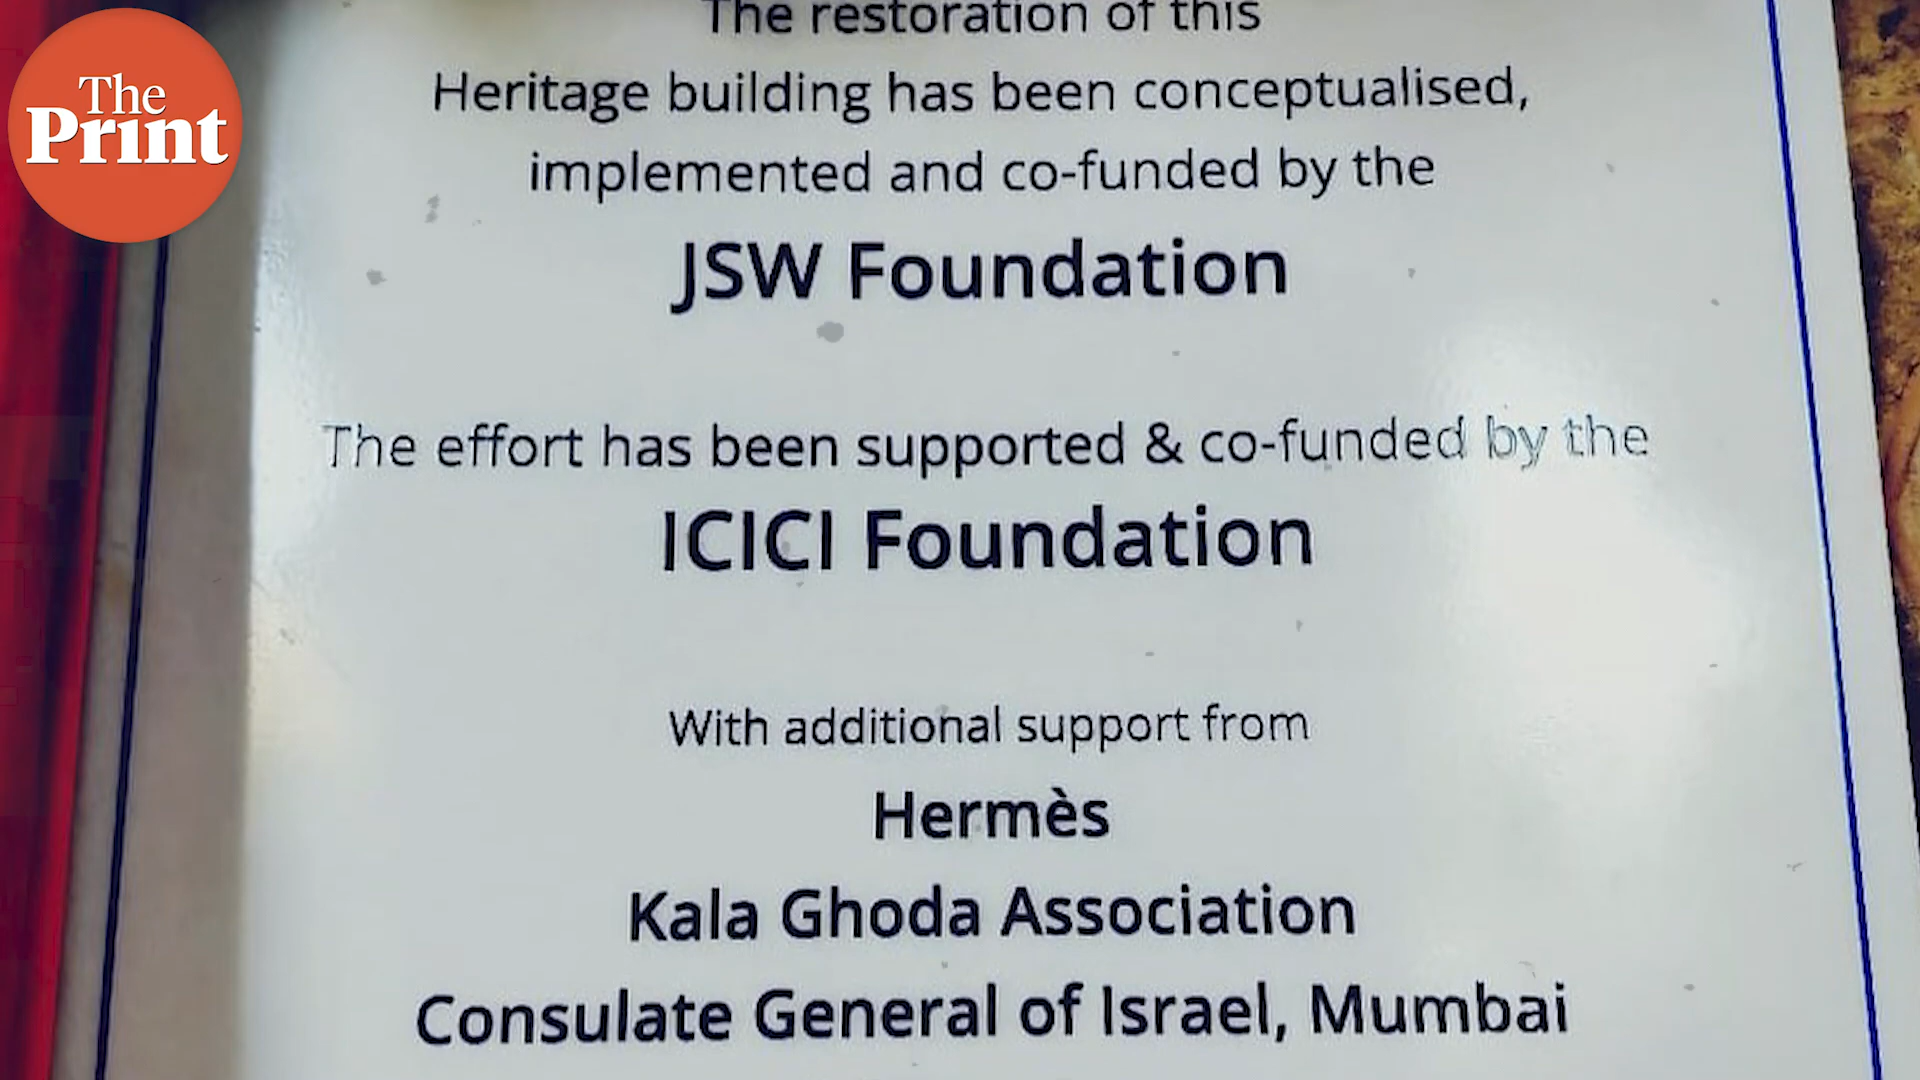 The Print
The restoration of this
Heritage building has been conceptualised,
implemented and co-funded by the
JSW Foundation
The effort has been supported & co-funded by the
ICICI Foundation
With additional support from
Hermès
Kala Ghoda Association
Consulate General of Israel, Mumbai